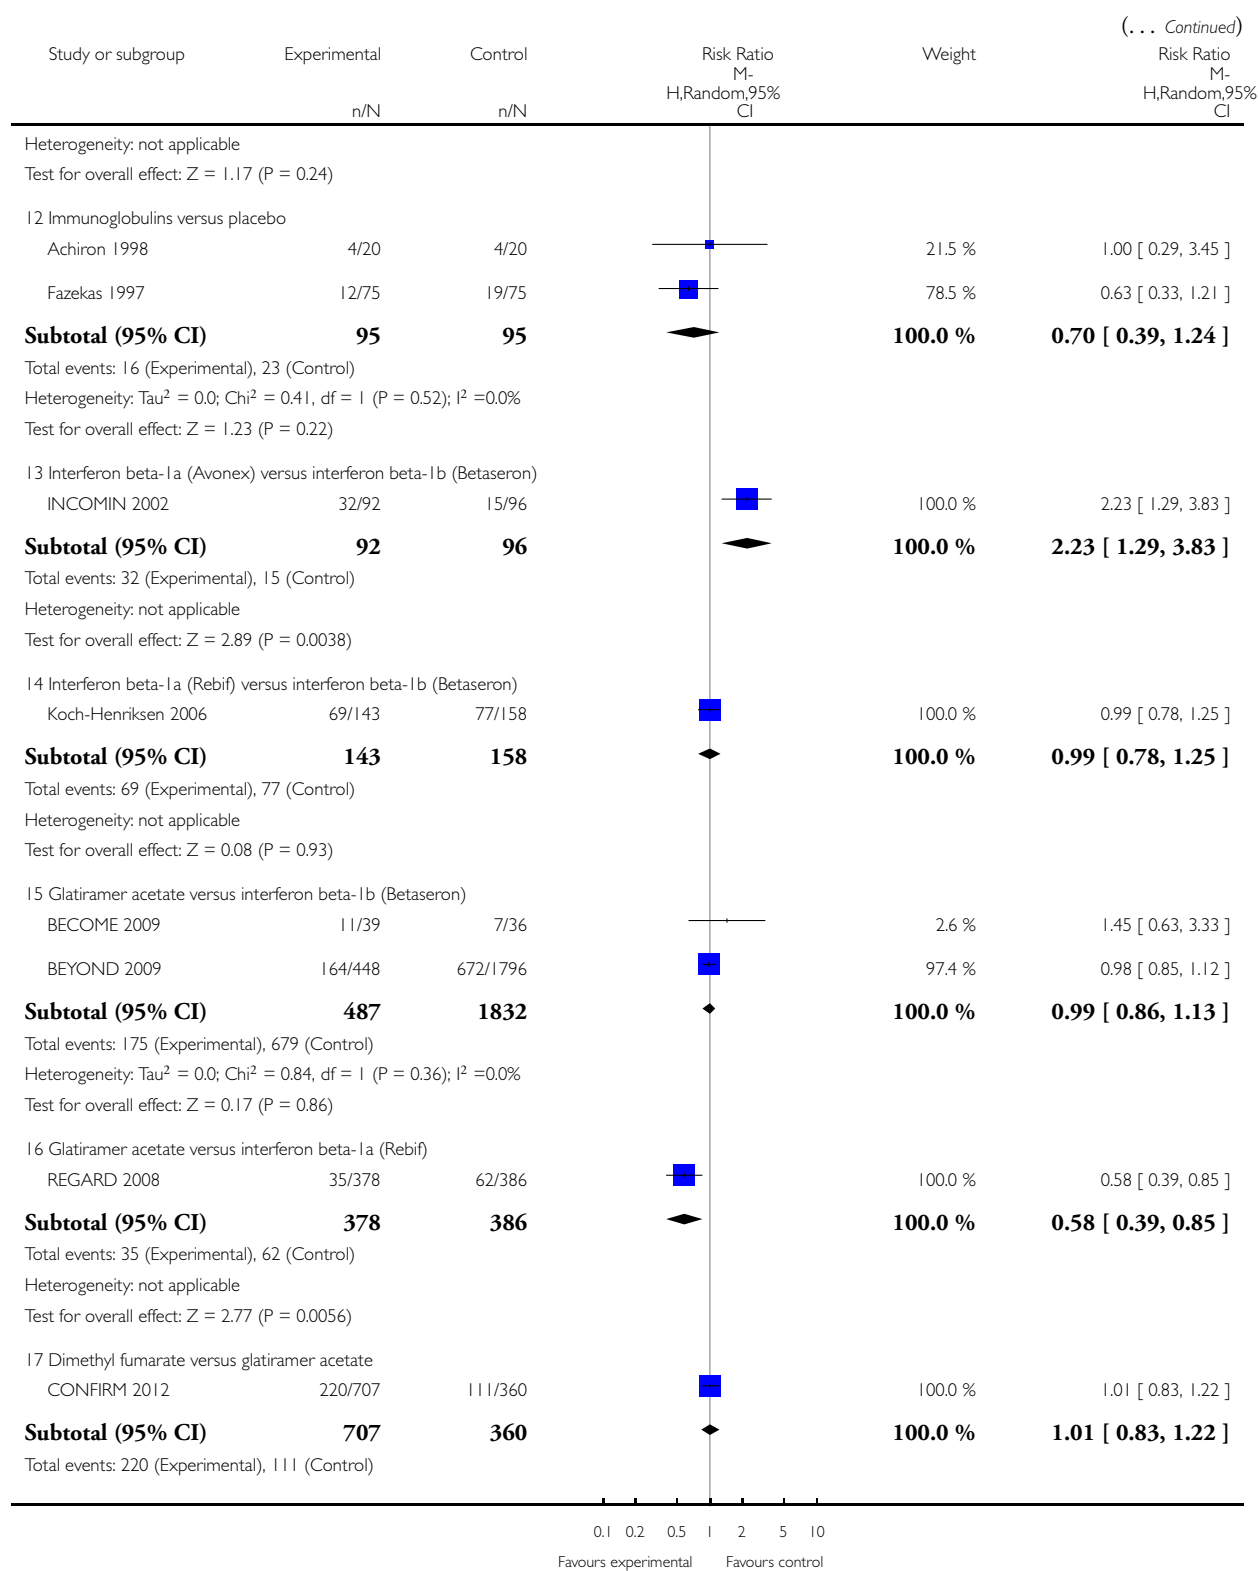 (... Continued)
Study or subgroup Experimental Control Risk Ratio Weight Risk Ratio
M- M-
H,Random,95% H,Random,95%
n/N n/N CI CI
Heterogeneity: not applicable
Test for overall effect: Z = 1.17 (P = 0.24)
12 Immunoglobulins versus placebo
Achiron 1998 4/20 4/20 21.5 % 1.00 [ 0.29, 3.45 ]
Fazekas 1997 12/75 19/75 78.5 % 0.63 [ 0.33, 1.21 ]
Subtotal (95% CI) 95 95 100.0 % 0.70 [ 0.39, 1.24 ]
Total events: 16 (Experimental), 23 (Control)
Heterogeneity: Tau² = 0.0; Chi² = 0.41, df = 1 (P = 0.52); I² =0.0%
Test for overall effect: Z = 1.23 (P = 0.22)
13 Interferon beta-1a (Avonex) versus interferon beta-1b (Betaseron)
INCOMIN 2002 32/92 15/96 100.0 % 2.23 [ 1.29, 3.83 ]
Subtotal (95% CI) 92 96 100.0 % 2.23 [ 1.29, 3.83 ]
Total events: 32 (Experimental), 15 (Control)
Heterogeneity: not applicable
Test for overall effect: Z = 2.89 (P = 0.0038)
14 Interferon beta-1a (Rebif) versus interferon beta-1b (Betaseron)
Koch-Henriksen 2006 69/143 77/158 100.0 % 0.99 [ 0.78, 1.25 ]
Subtotal (95% CI) 143 158 100.0 % 0.99 [ 0.78, 1.25 ]
Total events: 69 (Experimental), 77 (Control)
Heterogeneity: not applicable
Test for overall effect: Z = 0.08 (P = 0.93)
15 Glatiramer acetate versus interferon beta-1b (Betaseron)
BECOME 2009 11/39 7/36 2.6 % 1.45 [ 0.63, 3.33 ]
BEYOND 2009 164/448 672/1796 97.4 % 0.98 [ 0.85, 1.12 ]
Subtotal (95% CI) 487 1832 100.0 % 0.99 [ 0.86, 1.13 ]
Total events: 175 (Experimental), 679 (Control)
Heterogeneity: Tau² = 0.0; Chi² = 0.84, df = 1 (P = 0.36); I² =0.0%
Test for overall effect: Z = 0.17 (P = 0.86)
16 Glatiramer acetate versus interferon beta-1a (Rebif)
REGARD 2008 35/378 62/386 100.0 % 0.58 [ 0.39, 0.85 ]
Subtotal (95% CI) 378 386 100.0 % 0.58 [ 0.39, 0.85 ]
Total events: 35 (Experimental), 62 (Control)
Heterogeneity: not applicable
Test for overall effect: Z = 2.77 (P = 0.0056)
17 Dimethyl fumarate versus glatiramer acetate
CONFIRM 2012 220/707 111/360 100.0 % 1.01 [ 0.83, 1.22 ]
Subtotal (95% CI) 707 360 100.0 % 1.01 [ 0.83, 1.22 ]
Total events: 220 (Experimental), 111 (Control)
0.1 0.2 0.5 1 2 5 10
Favours experimental Favours control